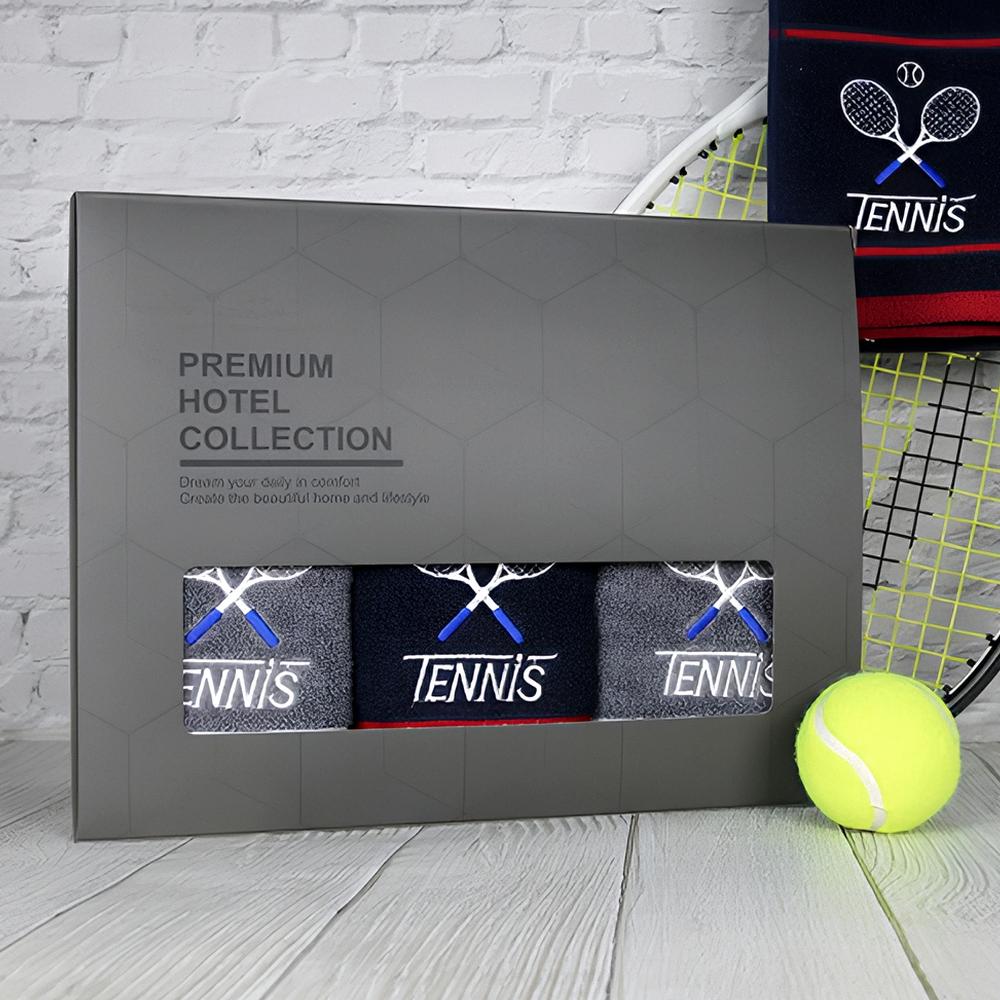 TENNIS
PREMIUM
HOTEL
COLLECTION
Dream your daily in comfort
Create the beautiful home and lifestyle
ENNIS
TENNIS
TENNIS